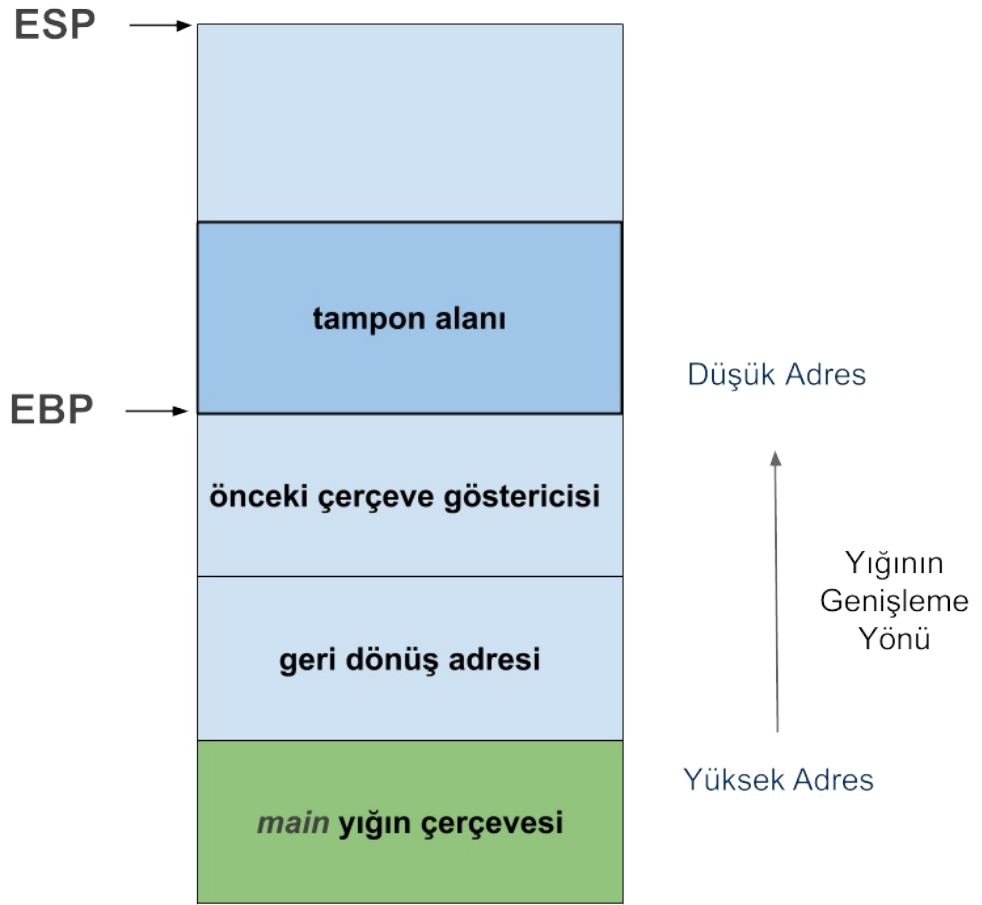 ESP
tampon alanı
Düşük Adres
EBP
önceki çerçeve göstericisi
Yığının
Genişleme
Yönü
geri dönüş adresi
Yüksek Adres
main yığın çerçevesi